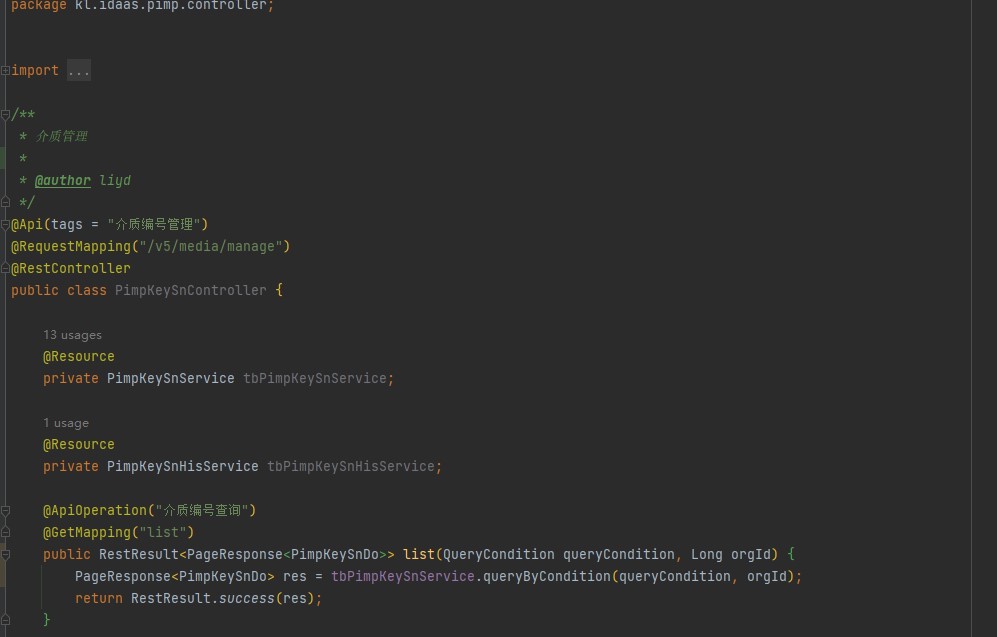 package kl.idaas.pimp.controller;
import ...
/**
* 介质管理
*
* @author liyd
*/
@Api(tags = "介质编号管理")
@RequestMapping("/v5/media/manage")
@RestController
public class PimpKeySnController {
13 usages
@Resource
private PimpKeySnService tbPimpKeySnService;
1 usage
@Resource
private PimpKeySnHisService tbPimpKeySnHisService;
@ApiOperation("介质编号查询")
@GetMapping("list")
public RestResult<PageResponse<PimpKeySnDo>> list(QueryCondition queryCondition, Long orgId) {
PageResponse<PimpKeySnDo> res = tbPimpKeySnService.queryByCondition(queryCondition, orgId);
return RestResult.success(res);
}